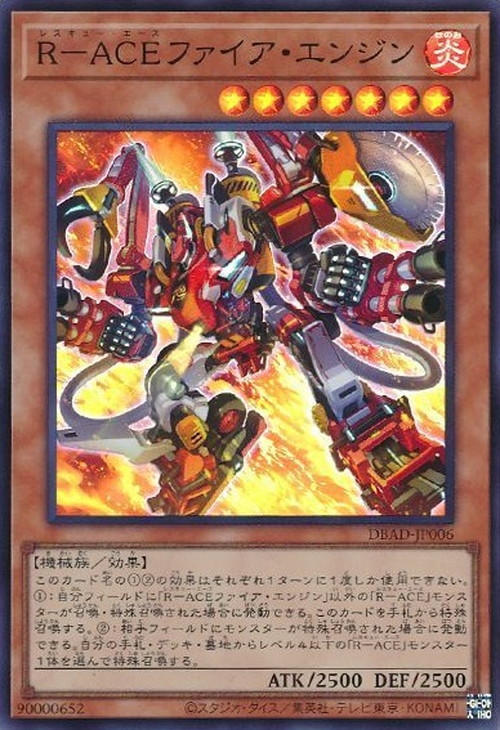 レスキュー・エース
R-ACEファイア・エンジン
ほのお
炎
DBAD-JP006
【機械族/効果】
このカード名の①②の効果はそれぞれ1ターンに1度しか使用できない。
①:自分フィールドに「R-ACEファイア・エンジン」以外の「R-ACE」モンス
ターが召喚・特殊召喚された場合に発動できる。このカードを手札から特殊
召喚する。②:相手フィールドにモンスターが特殊召喚された場合に発動
できる。自分の手札・デッキ・墓地からレベル4以下の「R-ACE」モンスター
1体を選んで特殊召喚する。
ATK/2500 DEF/2500
90000652
©スタジオ・ダイス/集英社・テレビ東京・KONAMI